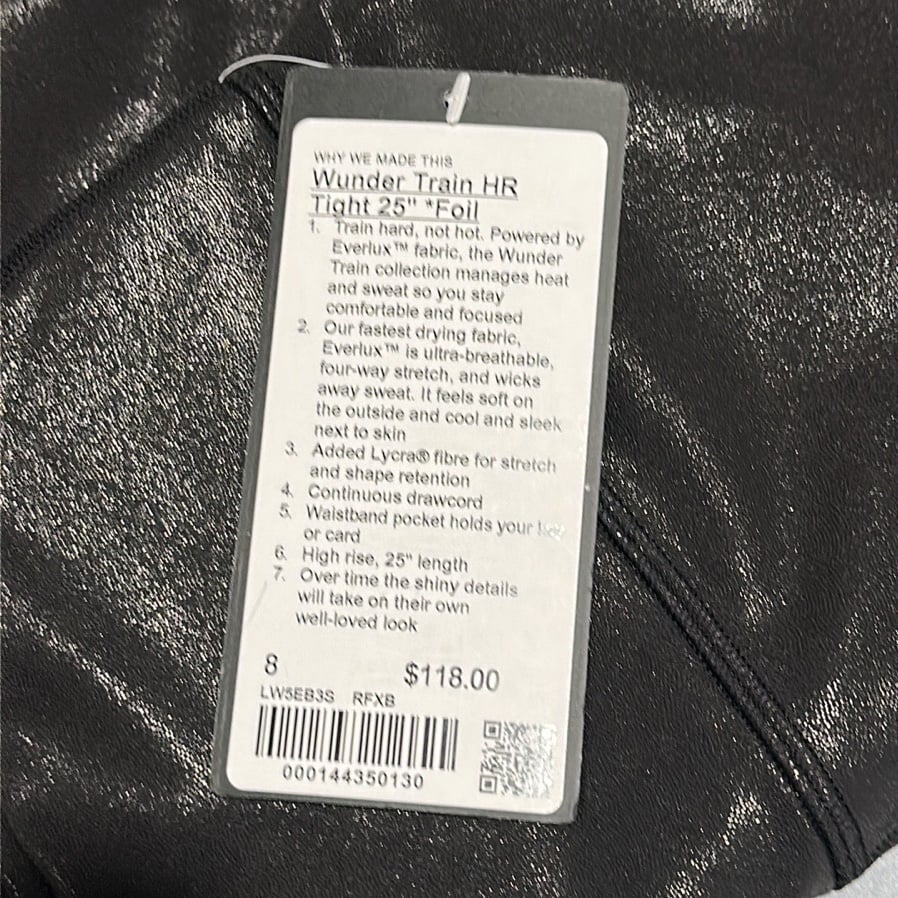 WHY WE MADE THIS
Wunder Train HR
Tight 25" *Foil
1. Train hard, not hot. Powered by
Everlux™ fabric, the Wunder
Train collection manages heat
and sweat so you stay
comfortable and focused
2. Our fastest drying fabric,
Everlux™ is ultra-breathable,
four-way stretch, and wicks
away sweat. It feels soft on
the outside and cool and sleek
next to skin
3. Added Lycra® fibre for stretch
and shape retention
4. Continuous drawcord
5. Waistband pocket holds your
or card
6. High rise, 25" length
7. Over time the shiny details
will take on their own
well-loved look
8 $118.00
LW5EB3S RFXB
000144350130